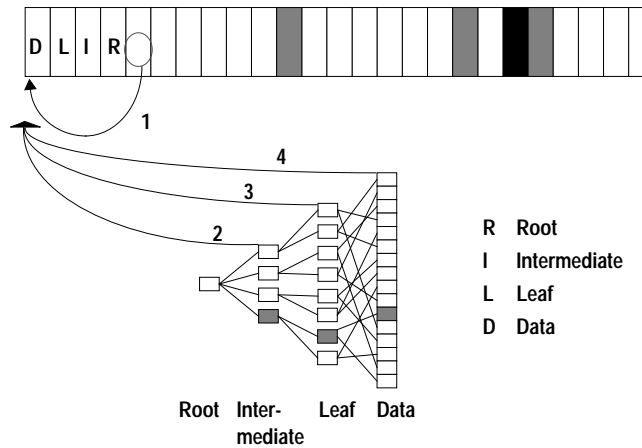 D L I R
1
4
3
2
R Root
I Intermediate
L Leaf
D Data
Root Inter- Leaf Data
mediate